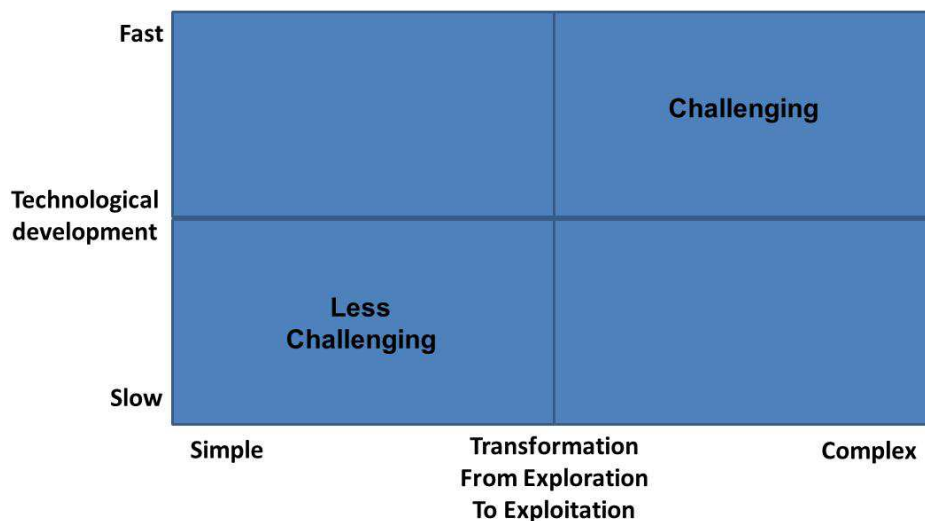 Fast
Challenging
Technological
development
Less
Challenging
Slow
Simple
Transformation
From Exploration
To Exploitation
Complex